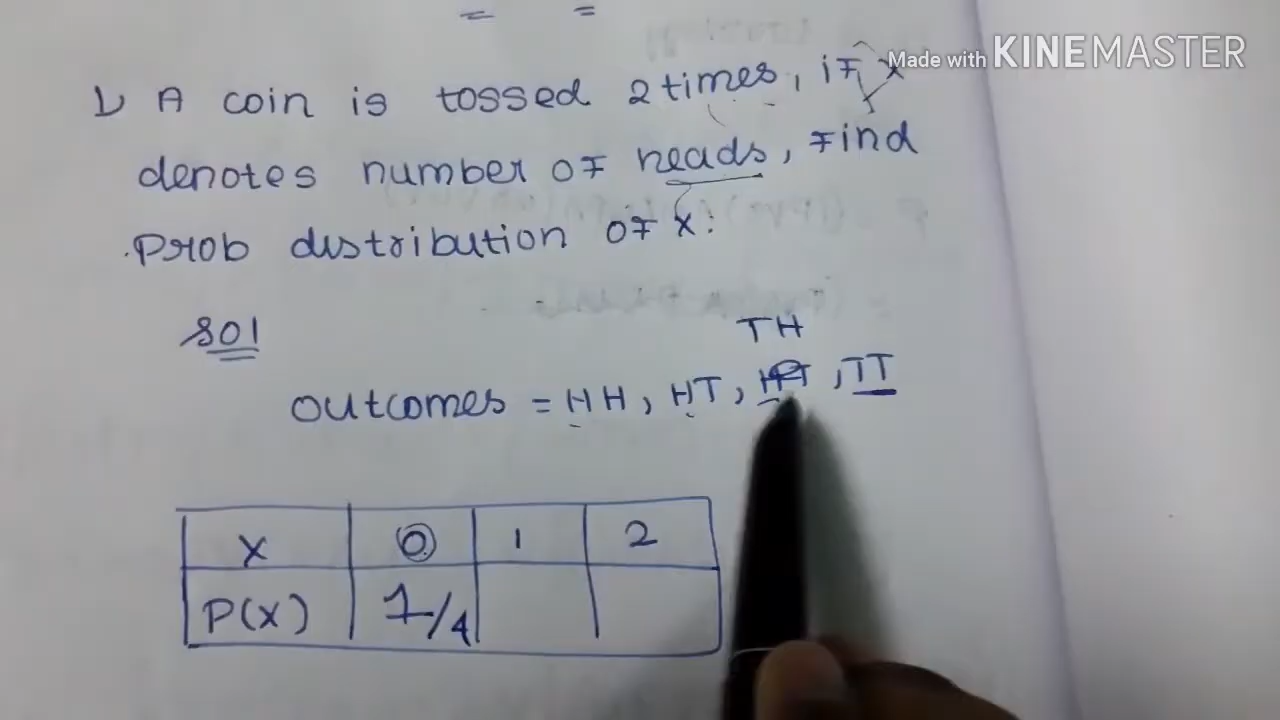 Made with KINEMASTER
1) A coin is tossed 2 times, if x
denotes number of heads, find
Prob distribution of x.
Sol
TH
outcomes = HH, HT, HT, TT
X 0 1 2
P(X) 1/4